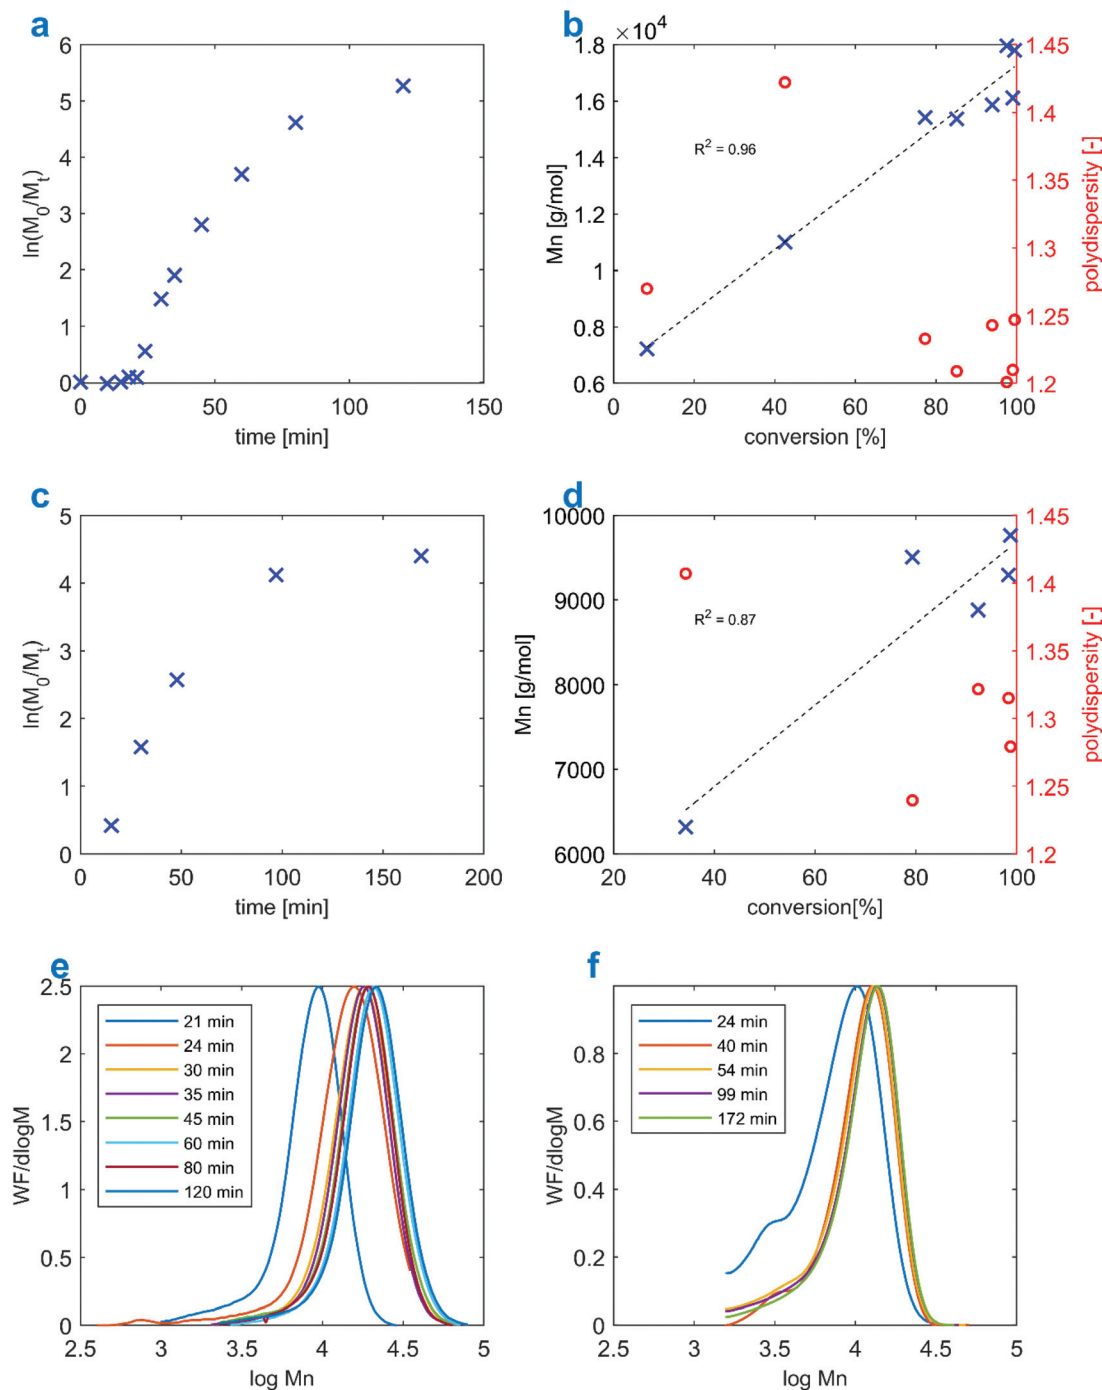 a
6
5
4
3
2
1
0
0
50
100
150
ln(M0/Mt)
time [min]
b
× 10^4
1.8
1.6
1.4
1.2
1
0.8
0.6
0
20
40
60
80
100
1.45
1.4
1.35
1.3
1.25
1.2
R2 = 0.96
Mn [g/mol]
polydispersity [-]
conversion [%]
c
5
4
3
2
1
0
0
50
100
150
200
ln(M0/Mt)
time [min]
d
10000
9000
8000
7000
6000
20
40
60
80
100
1.45
1.4
1.35
1.3
1.25
1.2
R2 = 0.87
Mn [g/mol]
polydispersity [-]
conversion[%]
e
2.5
2
1.5
1
0.5
0
2.5
3
3.5
4
4.5
5
21 min
24 min
30 min
35 min
45 min
60 min
80 min
120 min
WF/dlogM
log Mn
f
0.8
0.6
0.4
0.2
0
2.5
3
3.5
4
4.5
5
24 min
40 min
54 min
99 min
172 min
WF/dlogM
log Mn